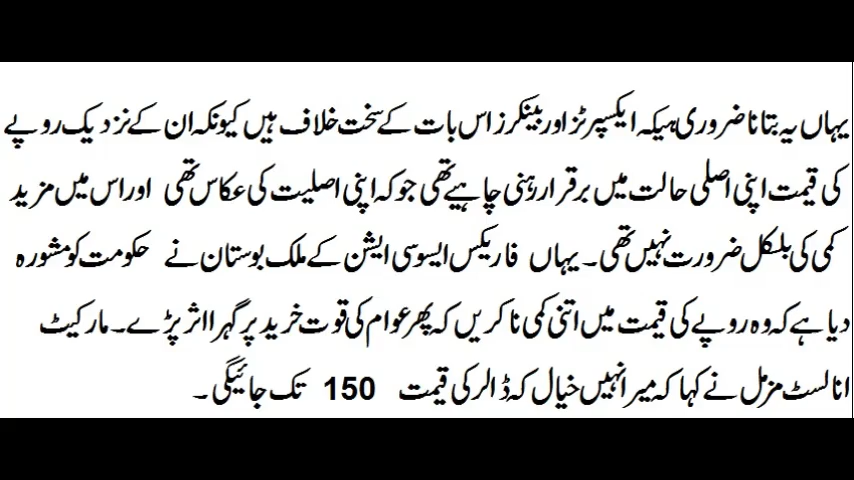 یہاں یہ بتانا ضروری ہیکہ ایکسپرٹز اور بینکرز اس بات کے سخت خلاف ہیں کیونکہ ان کے نزدیک روپے
کی قیمت اپنی اصلی حالت میں برقرار رہنی چاہیے تھی جو کہ اپنی اصلیت کی عکاس تھی اور اس میں مزید
کمی کی بلکل ضرورت نہیں تھی۔ یہاں فاریکس ایسوسی ایشن کے ملک بوستان نے حکومت کو مشورہ
دیا ہے کہ وہ روپے کی قیمت میں اتنی کمی نا کریں کہ پھر عوام کی قوت خرید پر گہرا اثر پڑے۔ مارکیٹ
انالسٹ مزمل نے کہا کہ میرا نہیں خیال کہ ڈالر کی قیمت 150 تک جائیگی۔